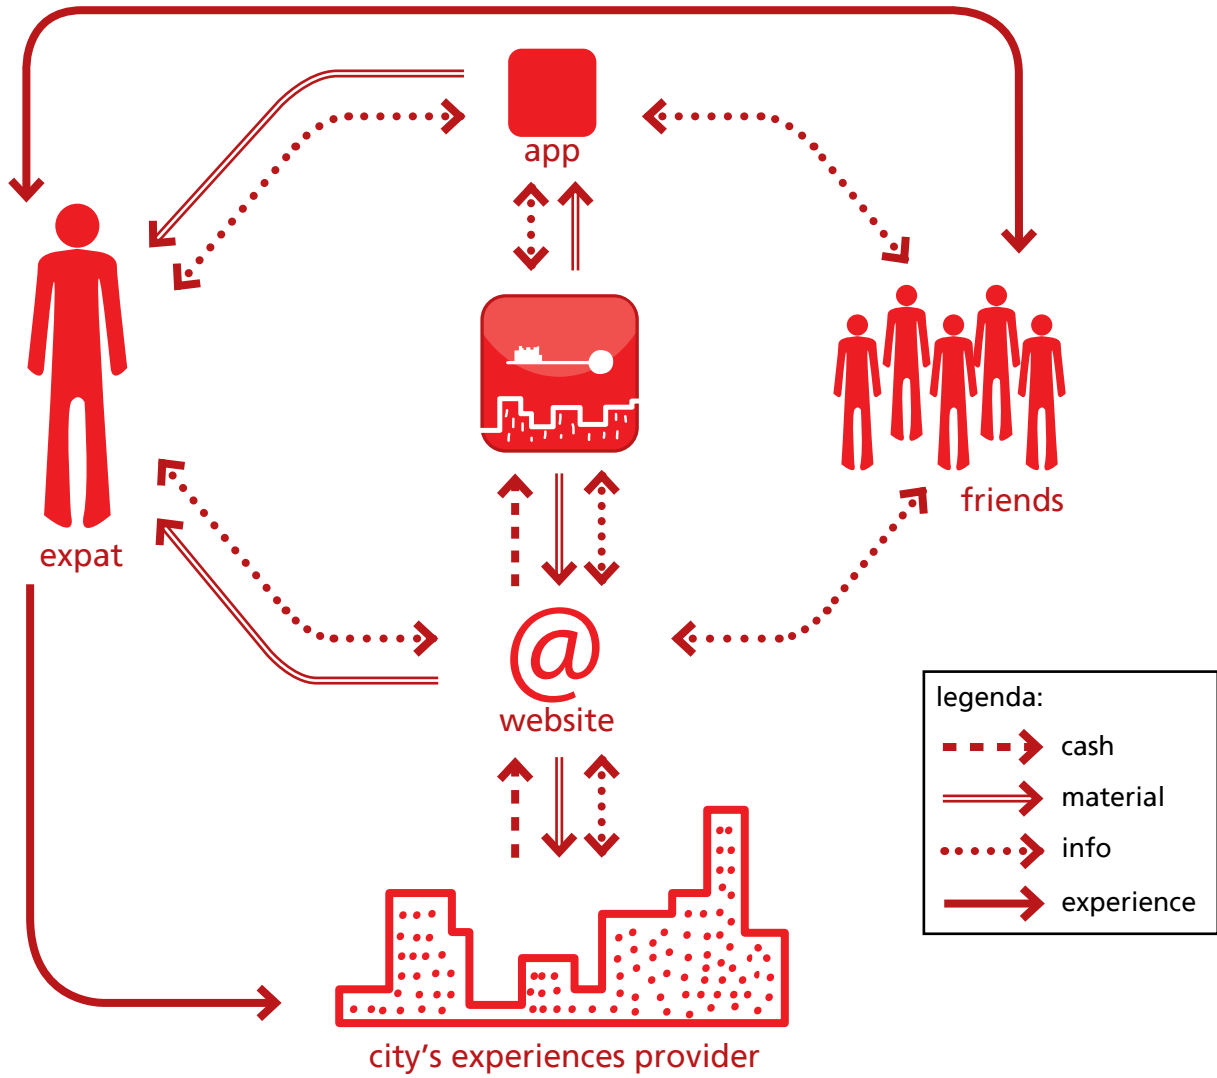 app
friends
expat
@
website
legenda:
cash
material
info
experience
city's experiences provider